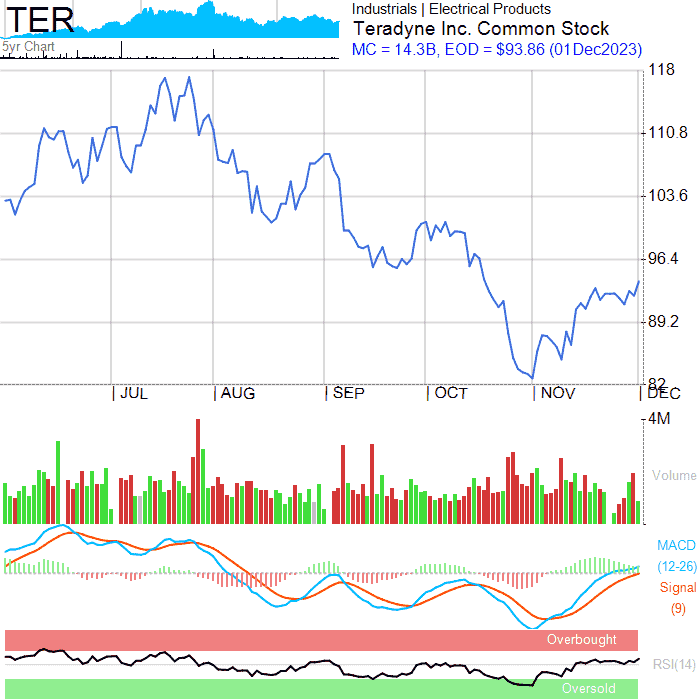 TER
Industrials | Electrical Products
Teradyne Inc. Common Stock
5yr Chart
MC = 14.3B, EOD = $93.86 (01Dec2023)
118
110.8
103.6
96.4
89.2
82
JUL
AUG
SEP
OCT
NOV
DEC
4M
Volume
MACD
(12-26)
Signal
(9)
Overbought
RSI(14)
Oversold